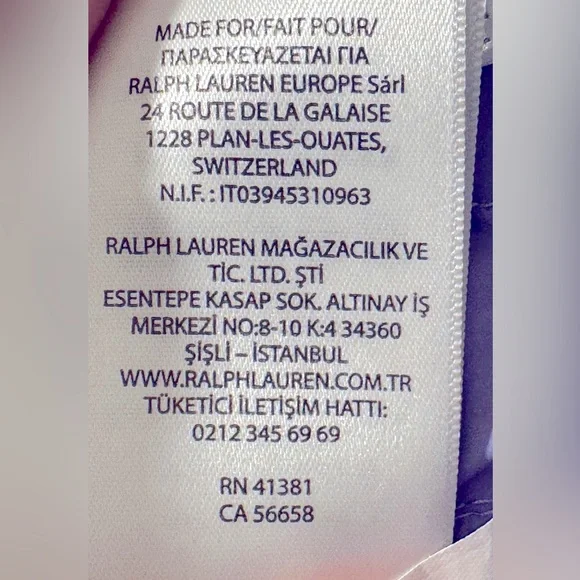 MADE FOR/FAIT POUR/
ΠΑΡΑΣΚΕΥΑΖΕΤΑΙ ΓΙΑ
RALPH LAUREN EUROPE Sárl
24 ROUTE DE LA GALAISE
1228 PLAN-LES-OUATES,
SWITZERLAND
N.I.F. : IT03945310963
RALPH LAUREN MAĞAZACILIK VE
TİC. LTD. ŞTİ
ESENTEPE KASAP SOK. ALTINAY İŞ
MERKEZİ NO:8-10 K:4 34360
ŞİŞLİ – İSTANBUL
WWW.RALPHLAUREN.COM.TR
TÜKETİCİ İLETİŞİM HATTI:
0212 345 69 69
RN 41381
CA 56658